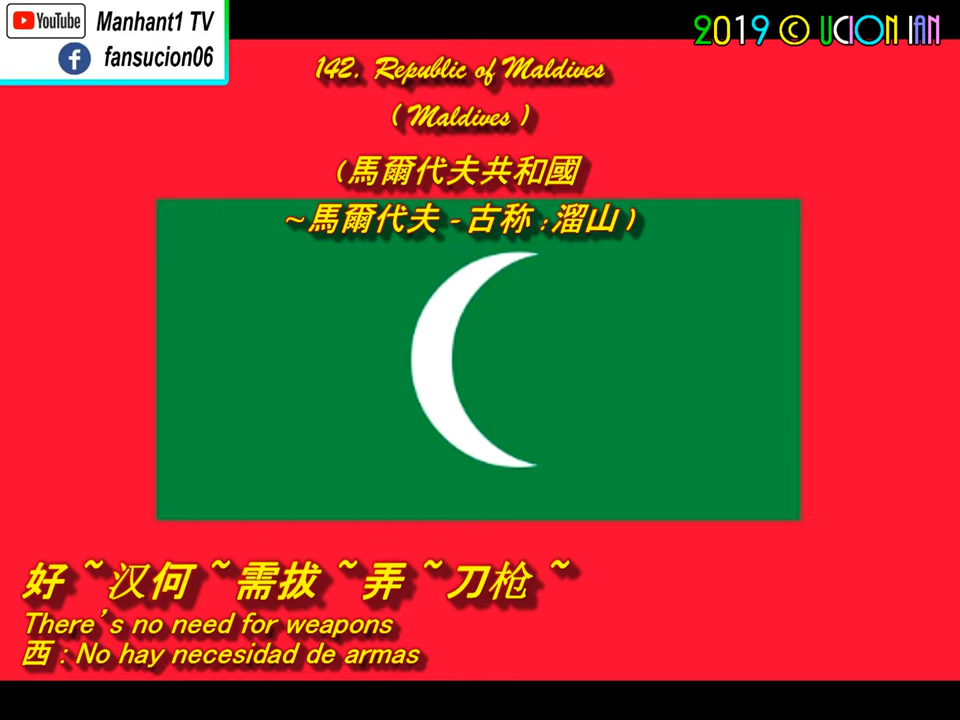 YouTube Manhant1 TV
fansucion06
2019 © UCION IAN
142. Republic of Maldives
( Maldives )
(馬爾代夫共和國
~馬爾代夫 - 古称 ; 溜山 )
好 ~ 汉何 ~ 需拔 ~ 弄 ~ 刀枪 ~
There's no need for weapons
西 : No hay necesidad de armas